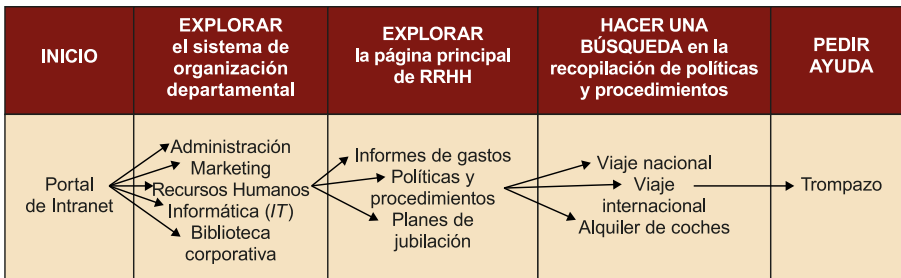 INICIO
EXPLORAR
el sistema de
organización
departamental
EXPLORAR
la página principal
de RRHH
HACER UNA
BÚSQUEDA en la
recopilación de políticas
y procedimientos
PEDIR
AYUDA
Portal
de Intranet
Administración
Marketing
Recursos Humanos
Informática (IT)
Biblioteca
corporativa
Informes de gastos
Políticas y
procedimientos
Planes de
jubilación
Viaje nacional
Viaje
internacional
Alquiler de coches
Trompazo